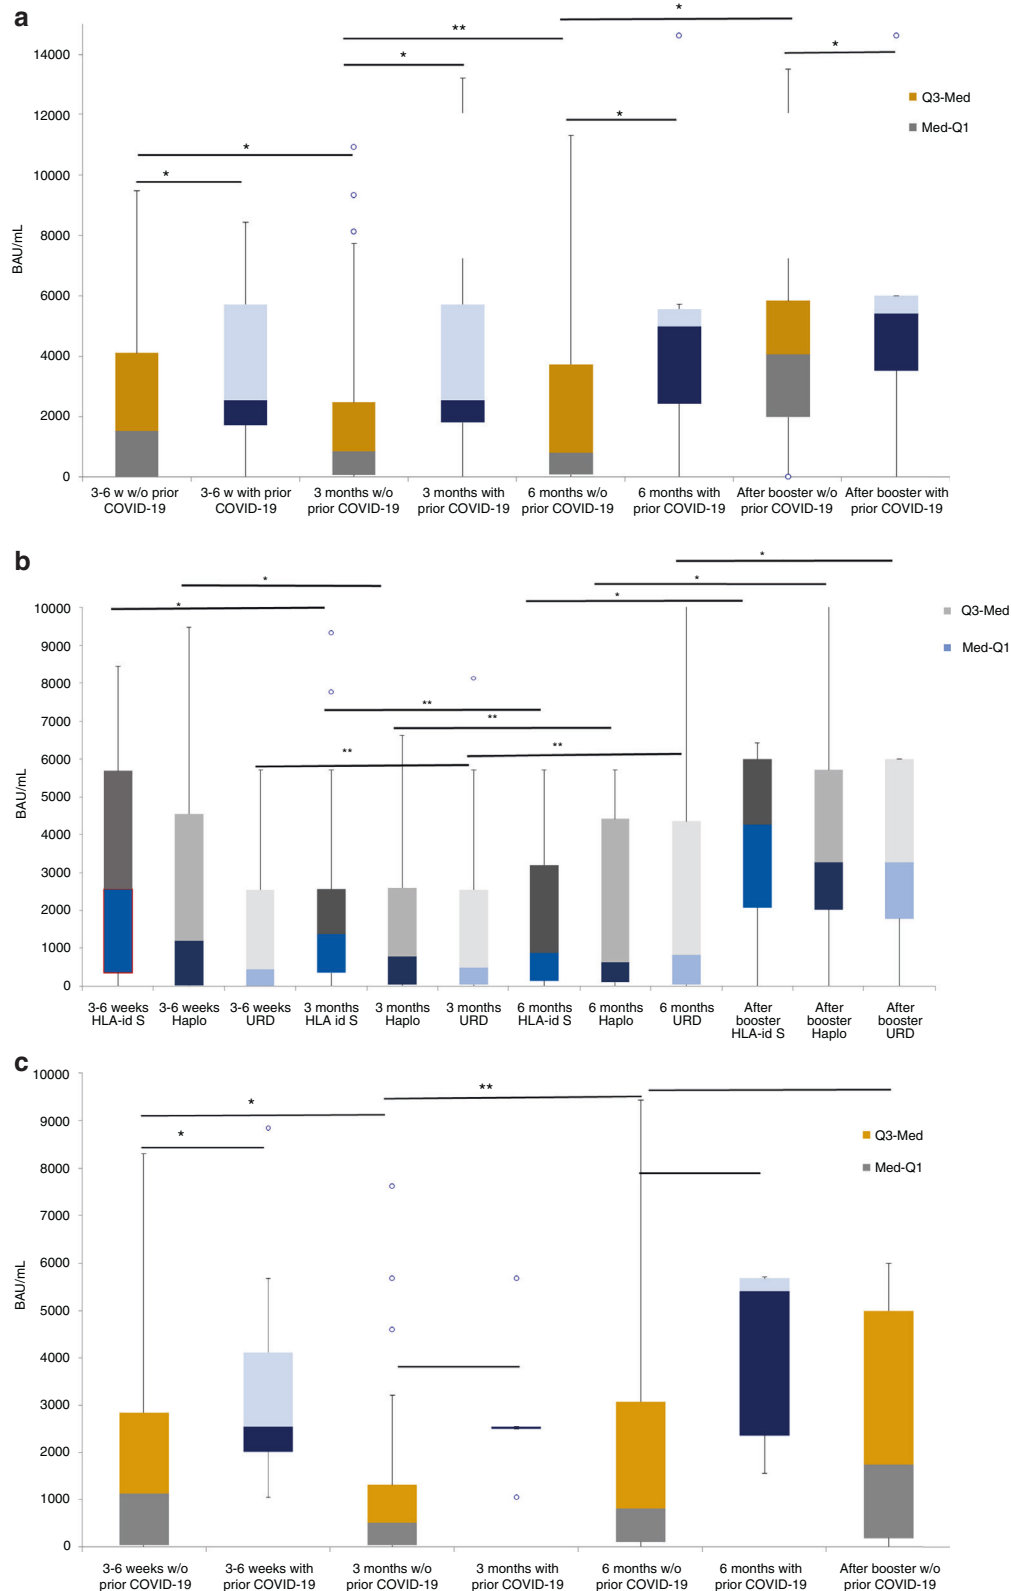 a
14000
12000
10000
8000
6000
4000
2000
0
BAU/mL
*
*
**
*
*
*
*
Q3-Med
Med-Q1
3-6 w w/o prior
COVID-19
3-6 w with prior
COVID-19
3 months w/o
prior COVID-19
3 months with
prior COVID-19
6 months w/o
prior COVID-19
6 months with
prior COVID-19
After booster w/o
prior COVID-19
After booster with
prior COVID-19
b
10000
9000
8000
7000
6000
5000
4000
3000
2000
1000
0
BAU/mL
*
*
*
*
*
**
**
**
**
Q3-Med
Med-Q1
3-6 weeks
HLA-id S
3-6 weeks
Haplo
3-6 weeks
URD
3 months
HLA id S
3 months
Haplo
3 months
URD
6 months
HLA-id S
6 months
Haplo
6 months
URD
After
booster
HLA-id S
After
booster
Haplo
After
booster
URD
c
10000
9000
8000
7000
6000
5000
4000
3000
2000
1000
0
BAU/mL
*
*
**
Q3-Med
Med-Q1
3-6 weeks w/o
prior COVID-19
3-6 weeks with
prior COVID-19
3 months w/o
prior COVID-19
3 months with
prior COVID-19
6 months w/o
prior COVID-19
6 months with
prior COVID-19
After booster w/o
prior COVID-19